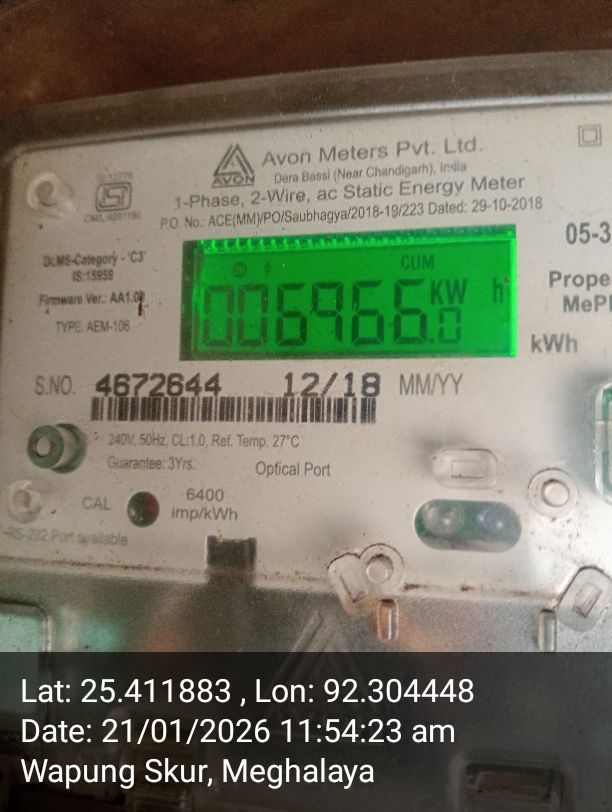 Avon Meters Pvt. Ltd.
AVON
Dera Bassi (Near Chandigarh), India
1-Phase, 2-Wire, ac Static Energy Meter
P.O. No.: ACE(MM)/PO/Saubhagya/2018-19/223 Dated: 29-10-2018
DLMS-Category - 'C3'
IS:15959
Firmware Ver.: AA1.00
TYPE: AEM-106
05-3
CUM
006966.0 KW h
Prope
MeP
kWh
S.NO. 4672644 12/18 MM/YY
240V, 50Hz, CL:1.0, Ref. Temp. 27°C
Guarantee: 3Yrs.
Optical Port
CAL
6400
imp/kWh
RS-232 Port available
Lat: 25.411883 , Lon: 92.304448
Date: 21/01/2026 11:54:23 am
Wapung Skur, Meghalaya